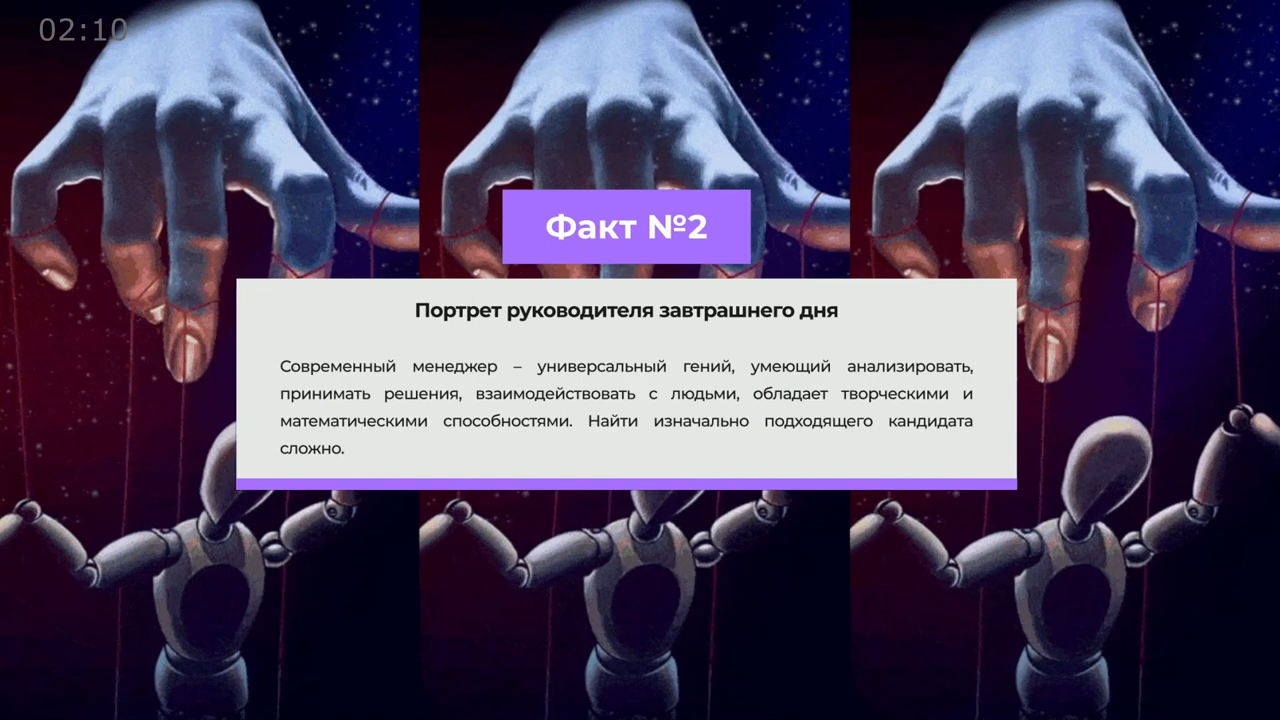 02:10
Факт №2
Портрет руководителя завтрашнего дня
Современный менеджер – универсальный гений, умеющий анализировать,
принимать решения, взаимодействовать с людьми, обладает творческими и
математическими способностями. Найти изначально подходящего кандидата
сложно.